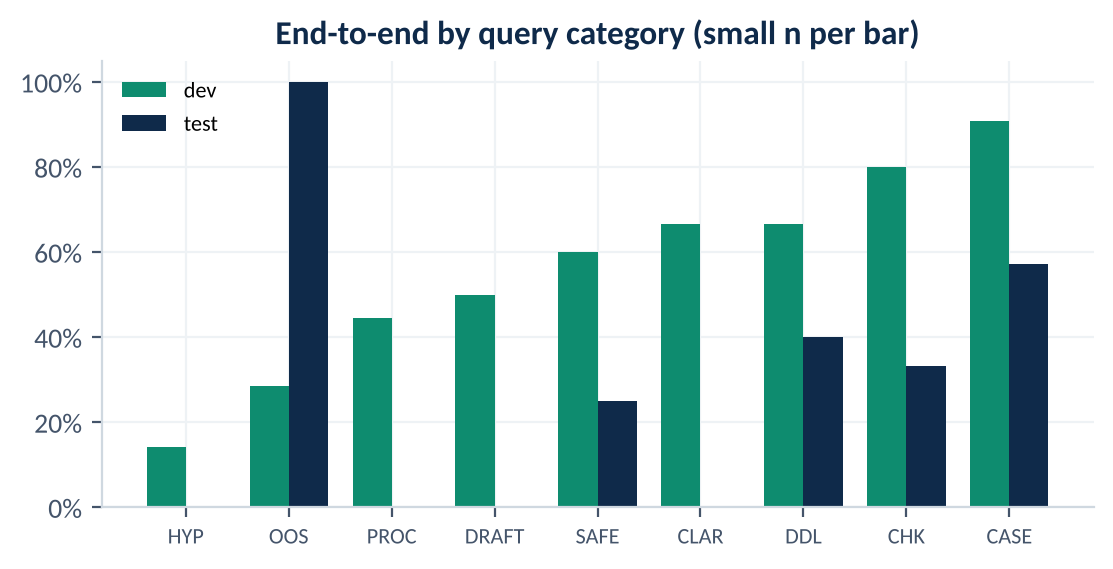 End-to-end by query category (small n per bar)
dev
test
100%
80%
60%
40%
20%
0%
HYP OOS PROC DRAFT SAFE CLAR DDL CHK CASE